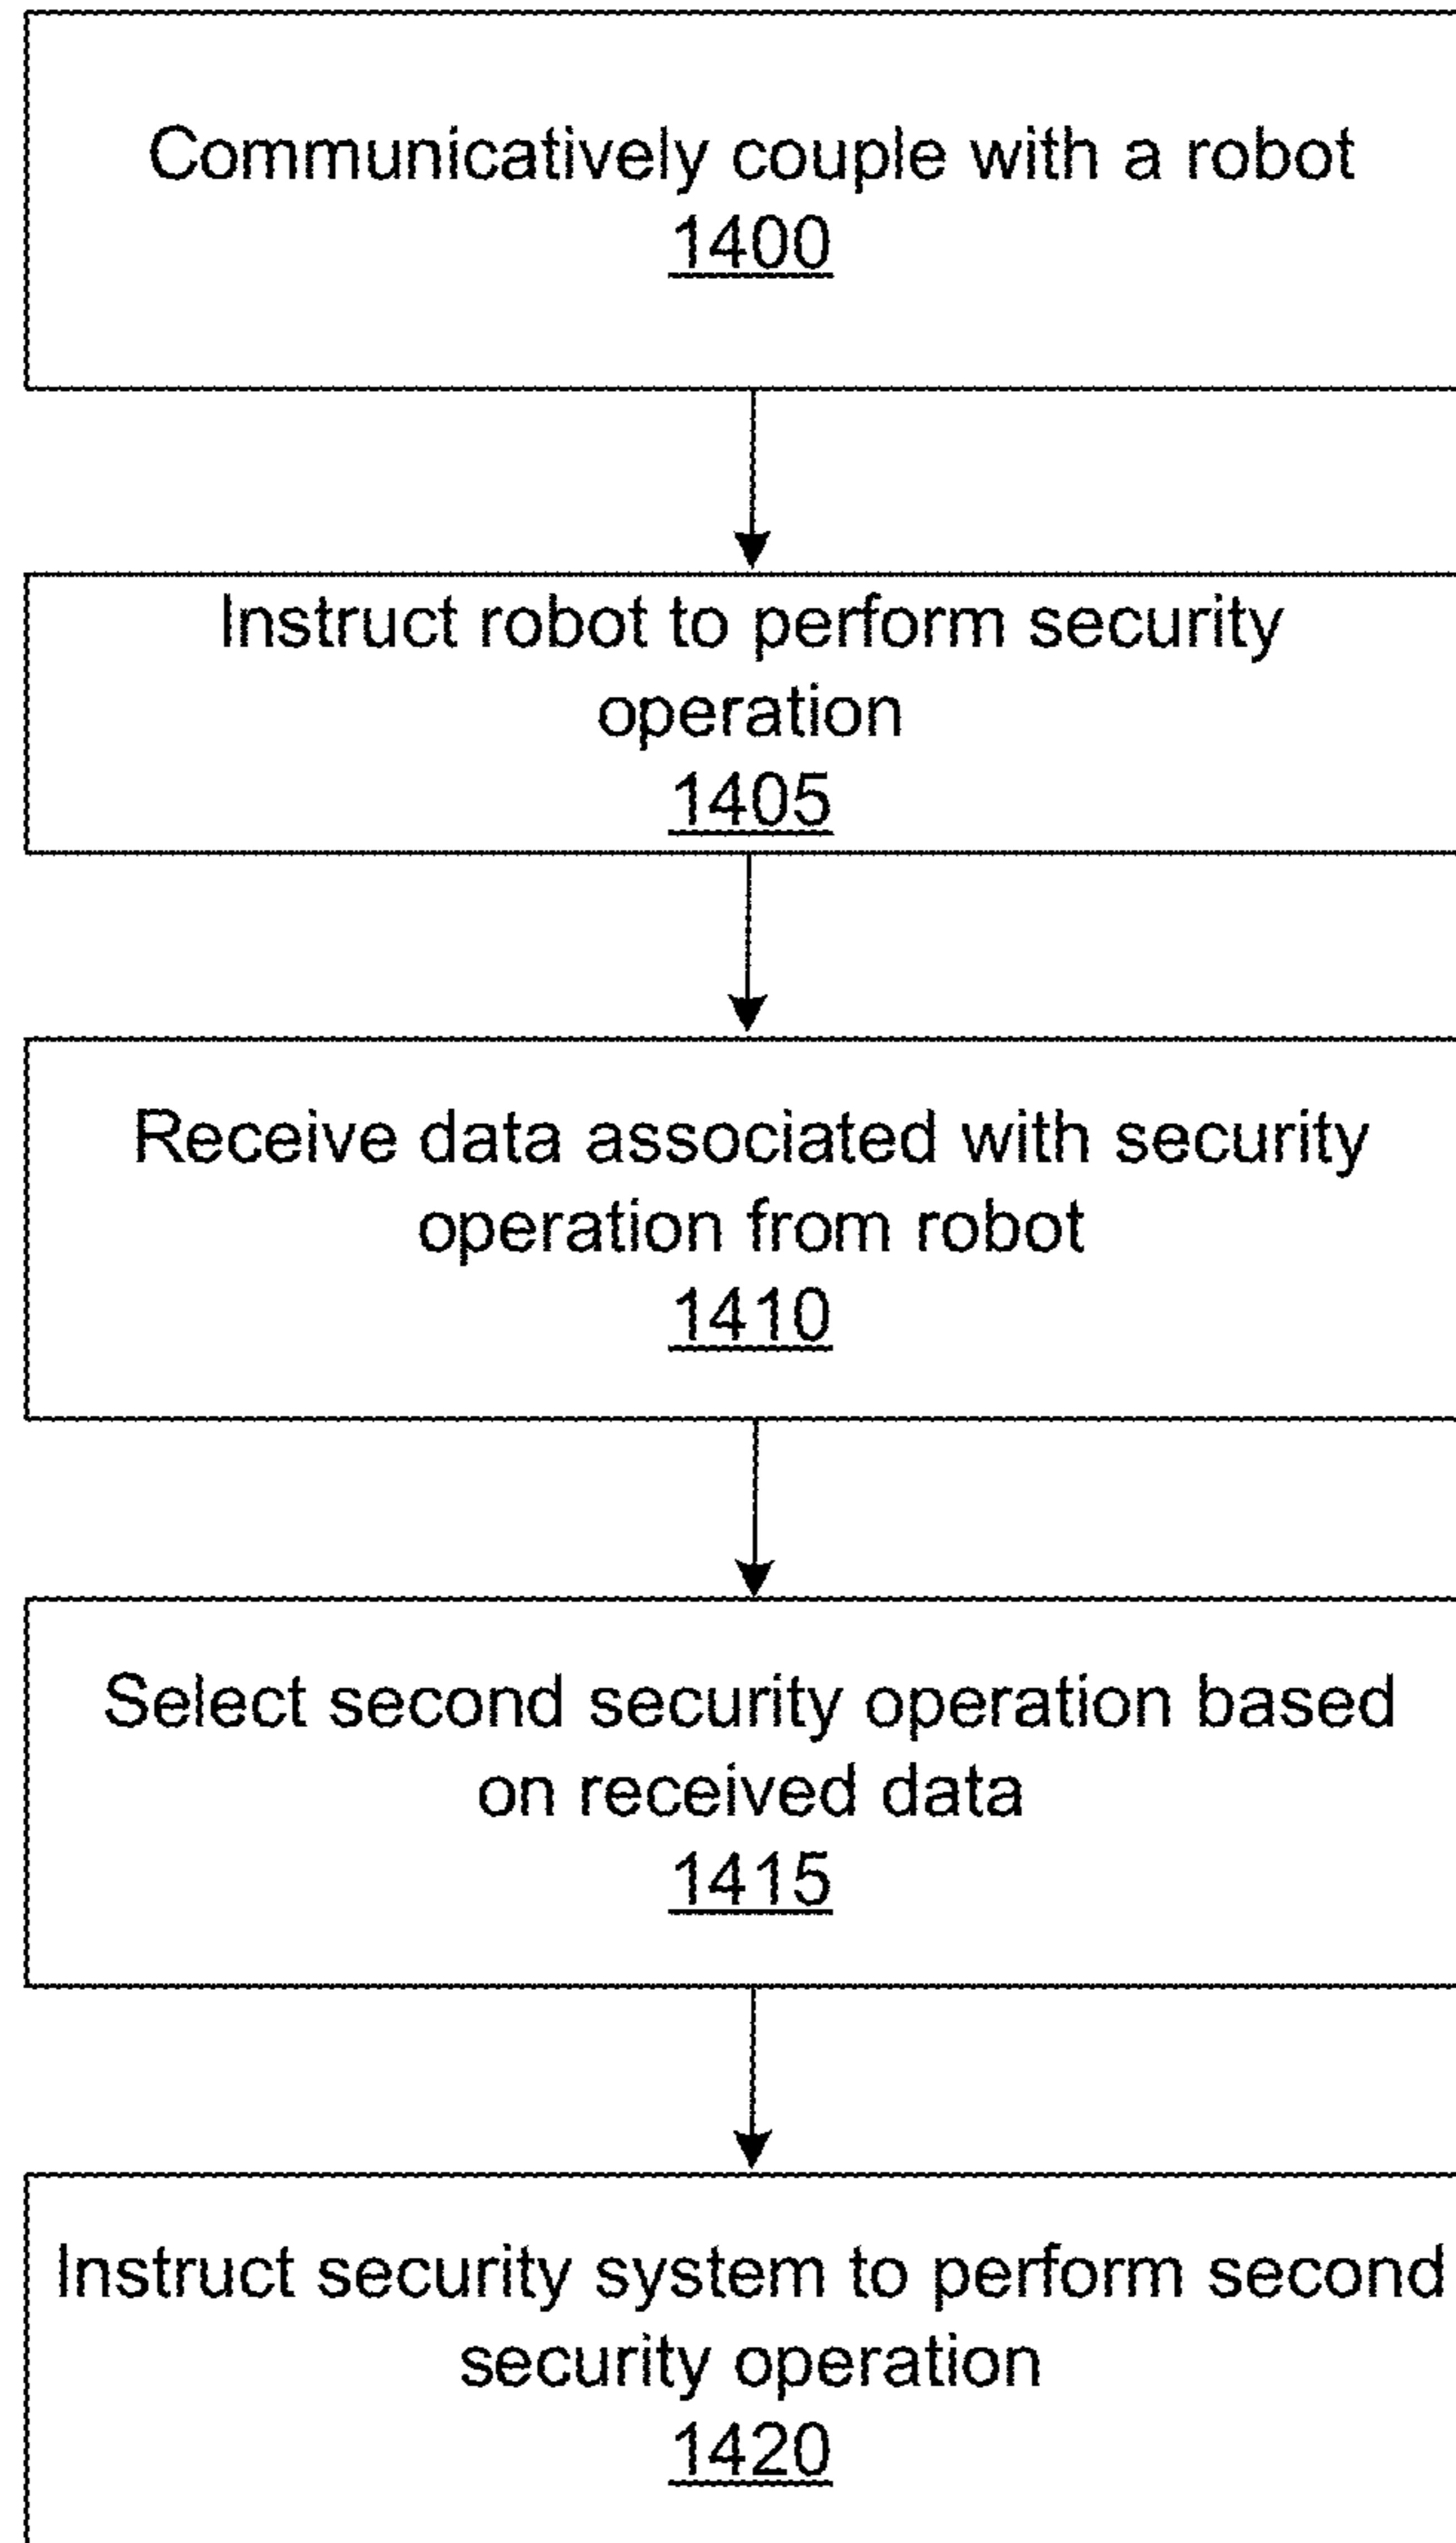 Communicatively couple with a robot
1400
Instruct robot to perform security
operation
1405
Receive data associated with security
operation from robot
1410
Select second security operation based
on received data
1415
Instruct security system to perform second
security operation
1420